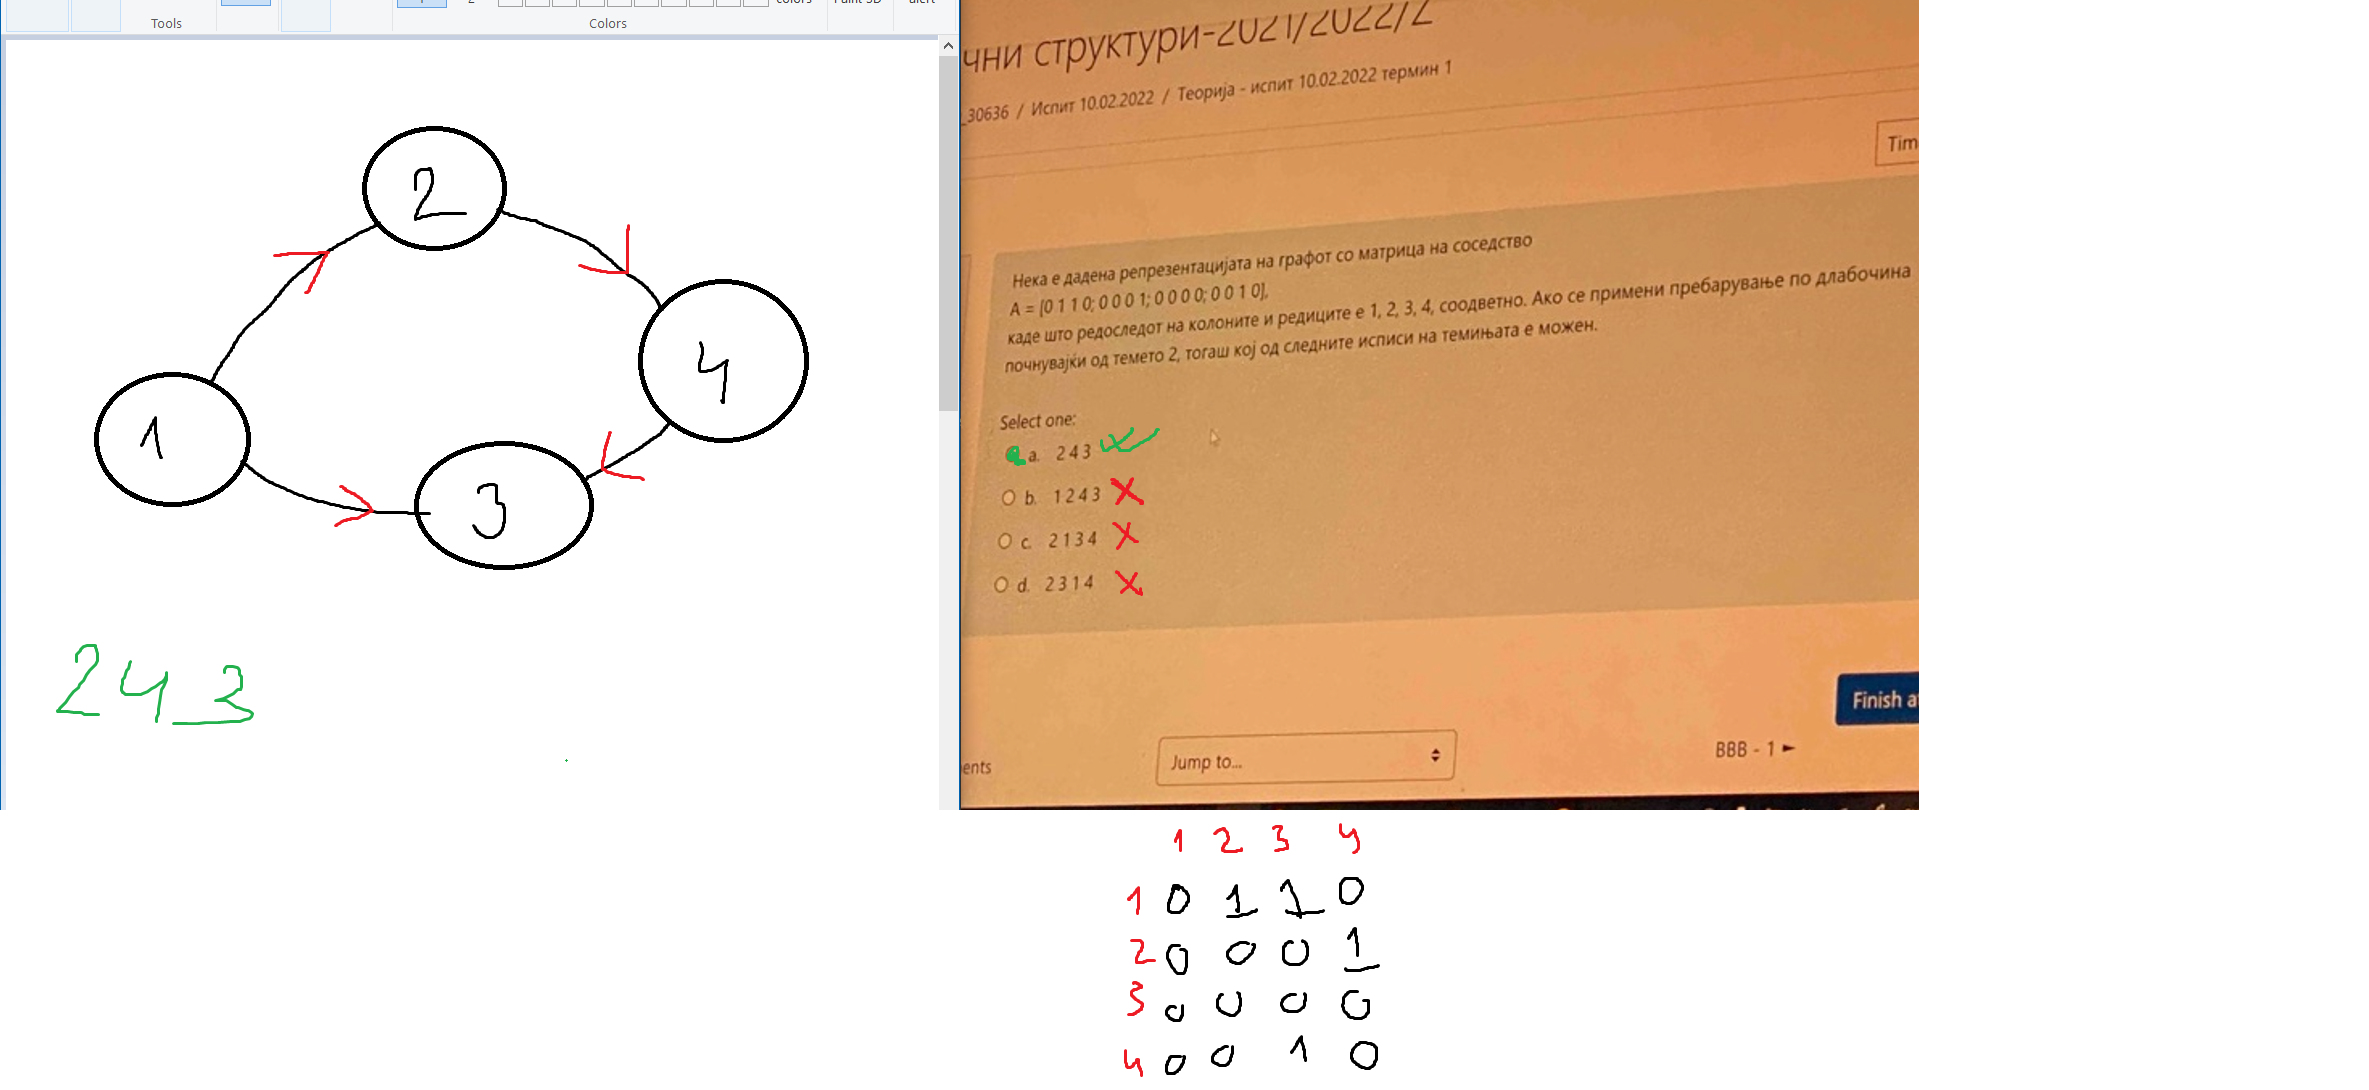 Tools
Colors
1
2
4
3
2 4 3
чни структури-2021/2022/Z
_30636 / Испит 10.02.2022 / Теорија - испит 10.02.2022 термин 1
Tim
Нека е дадена репрезентацијата на графот со матрица на соседство
A = [0 1 1 0; 0 0 0 1; 0 0 0 0; 0 0 1 0],
каде што редоследот на колоните и редиците е 1, 2, 3, 4, соодветно. Ако се примени пребарување по длабочина
почнувајќи од темето 2, тогаш кој од следните исписи на темињата е можен.
Select one:
a. 2 4 3
b. 1 2 4 3
c. 2 1 3 4
d. 2 3 1 4
Finish a
ents
Jump to...
BBB - 1 ►
1 2 3 4
1 0 1 1 0
2 0 0 0 1
3 0 0 0 0
4 0 0 1 0